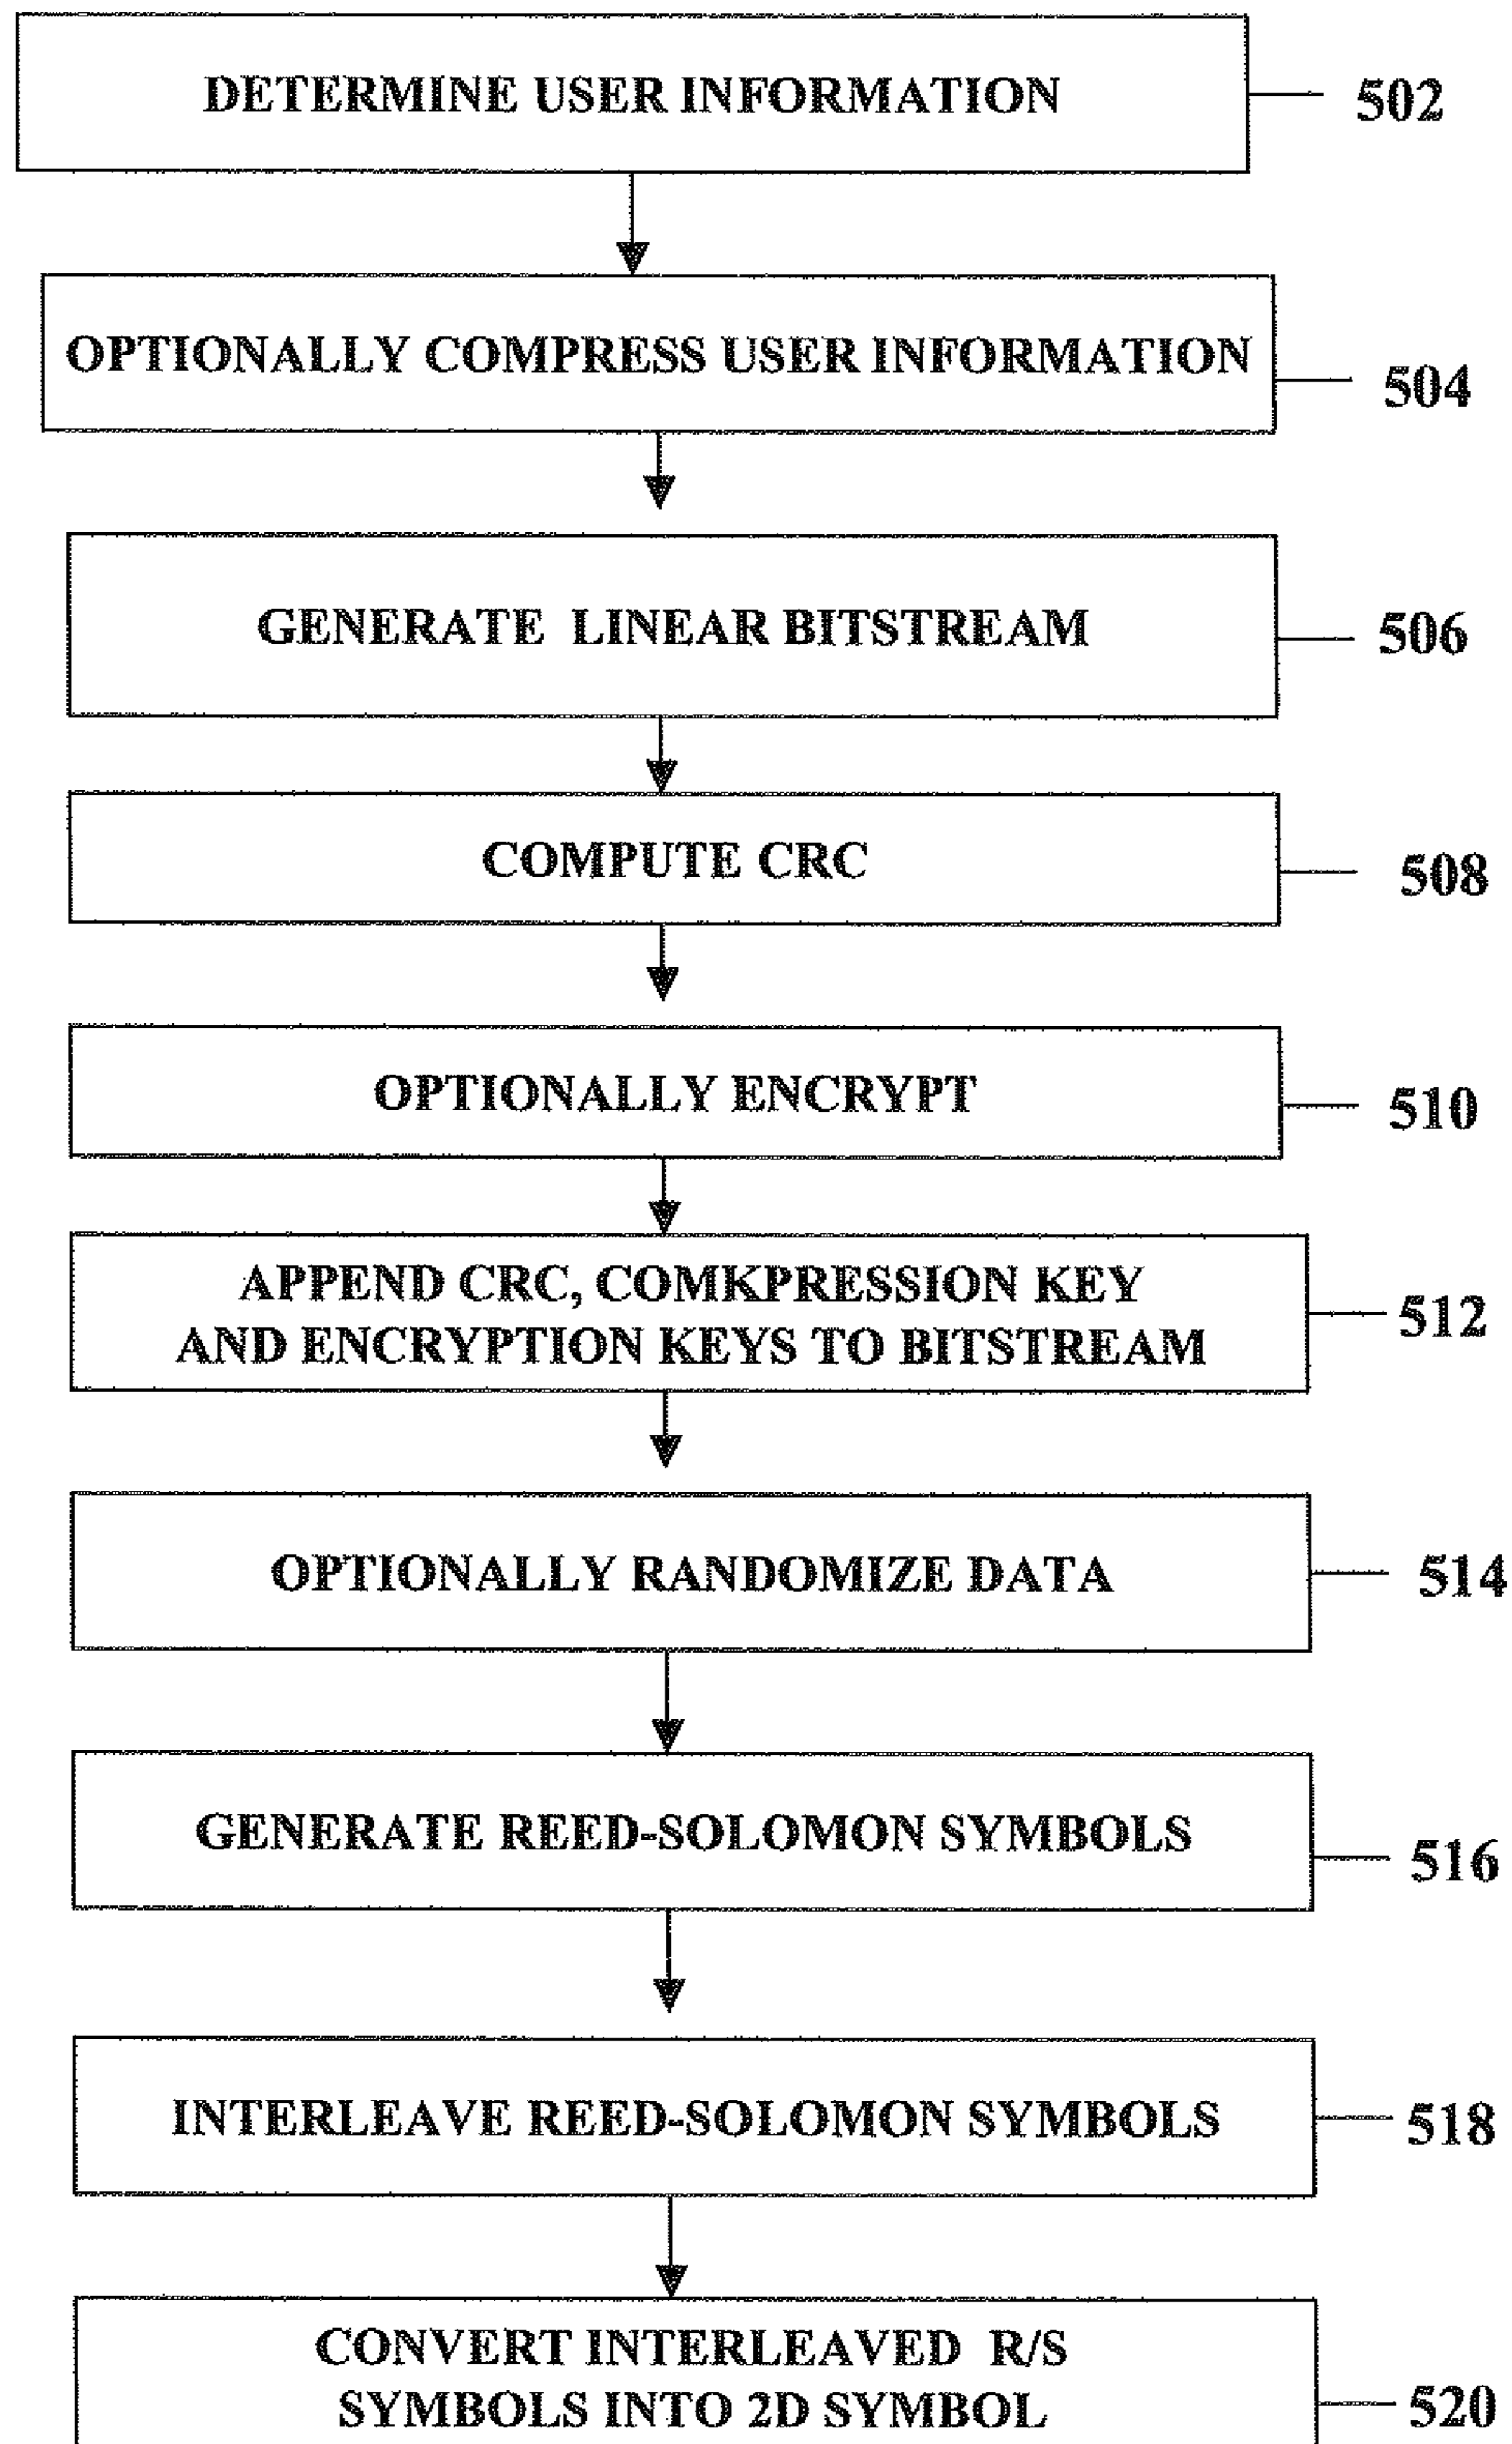 DETERMINE USER INFORMATION
502
OPTIONALLY COMPRESS USER INFORMATION
504
GENERATE LINEAR BITSTREAM
506
COMPUTE CRC
508
OPTIONALLY ENCRYPT
510
APPEND CRC, COMKPRESSION KEY
AND ENCRYPTION KEYS TO BITSTREAM
512
OPTIONALLY RANDOMIZE DATA
514
GENERATE REED-SOLOMON SYMBOLS
516
INTERLEAVE REED-SOLOMON SYMBOLS
518
CONVERT INTERLEAVED R/S
SYMBOLS INTO 2D SYMBOL
520